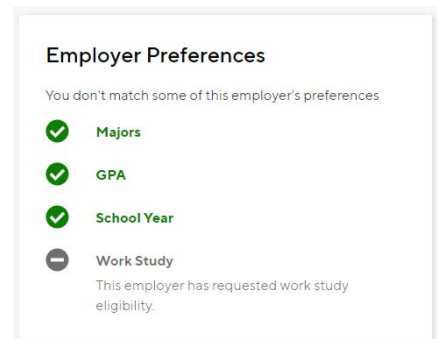 Employer Preferences
You don't match some of this employer's preferences
Majors
GPA
School Year
Work Study
This employer has requested work study
eligibility.